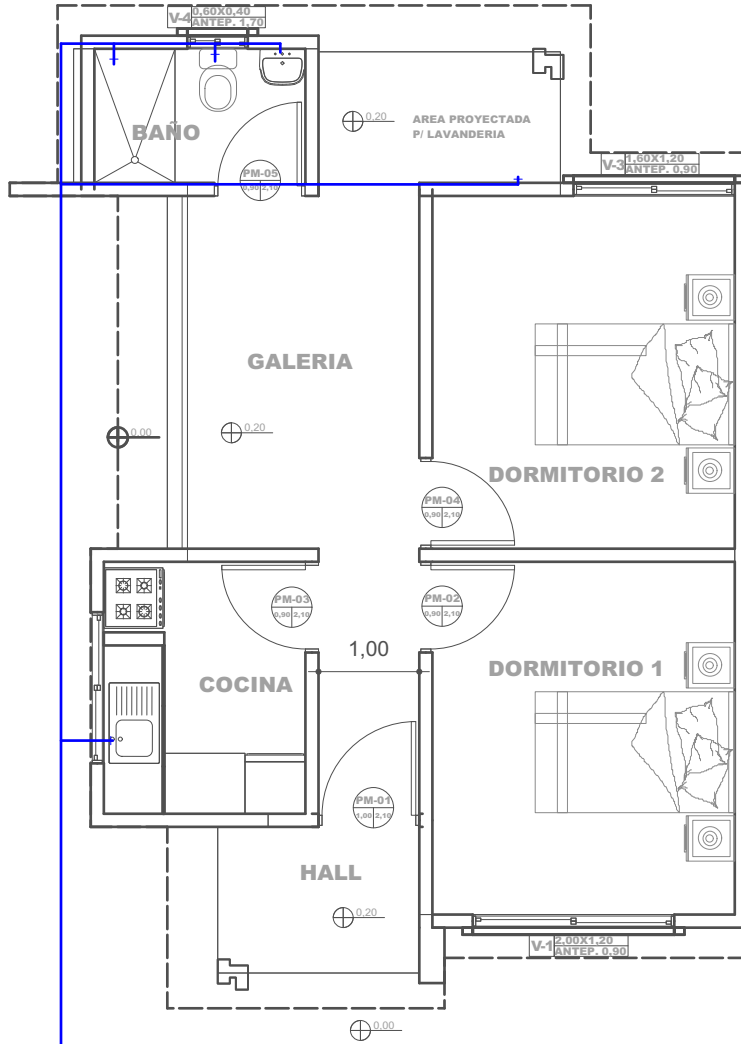 V-4 0,60X0,40
ANTEP. 1,70
BAÑO
0,20
AREA PROYECTADA
P/ LAVANDERIA
V-3 1,60X1,20
ANTEP. 0,90
PM-05
0,90 2,10
GALERIA
0,00
0,20
DORMITORIO 2
PM-04
0,90 2,10
PM-03
0,90 2,10
PM-02
0,90 2,10
1,00
COCINA
DORMITORIO 1
PM-01
1,00 2,10
HALL
0,20
V-1 2,00X1,20
ANTEP. 0,90
0,00